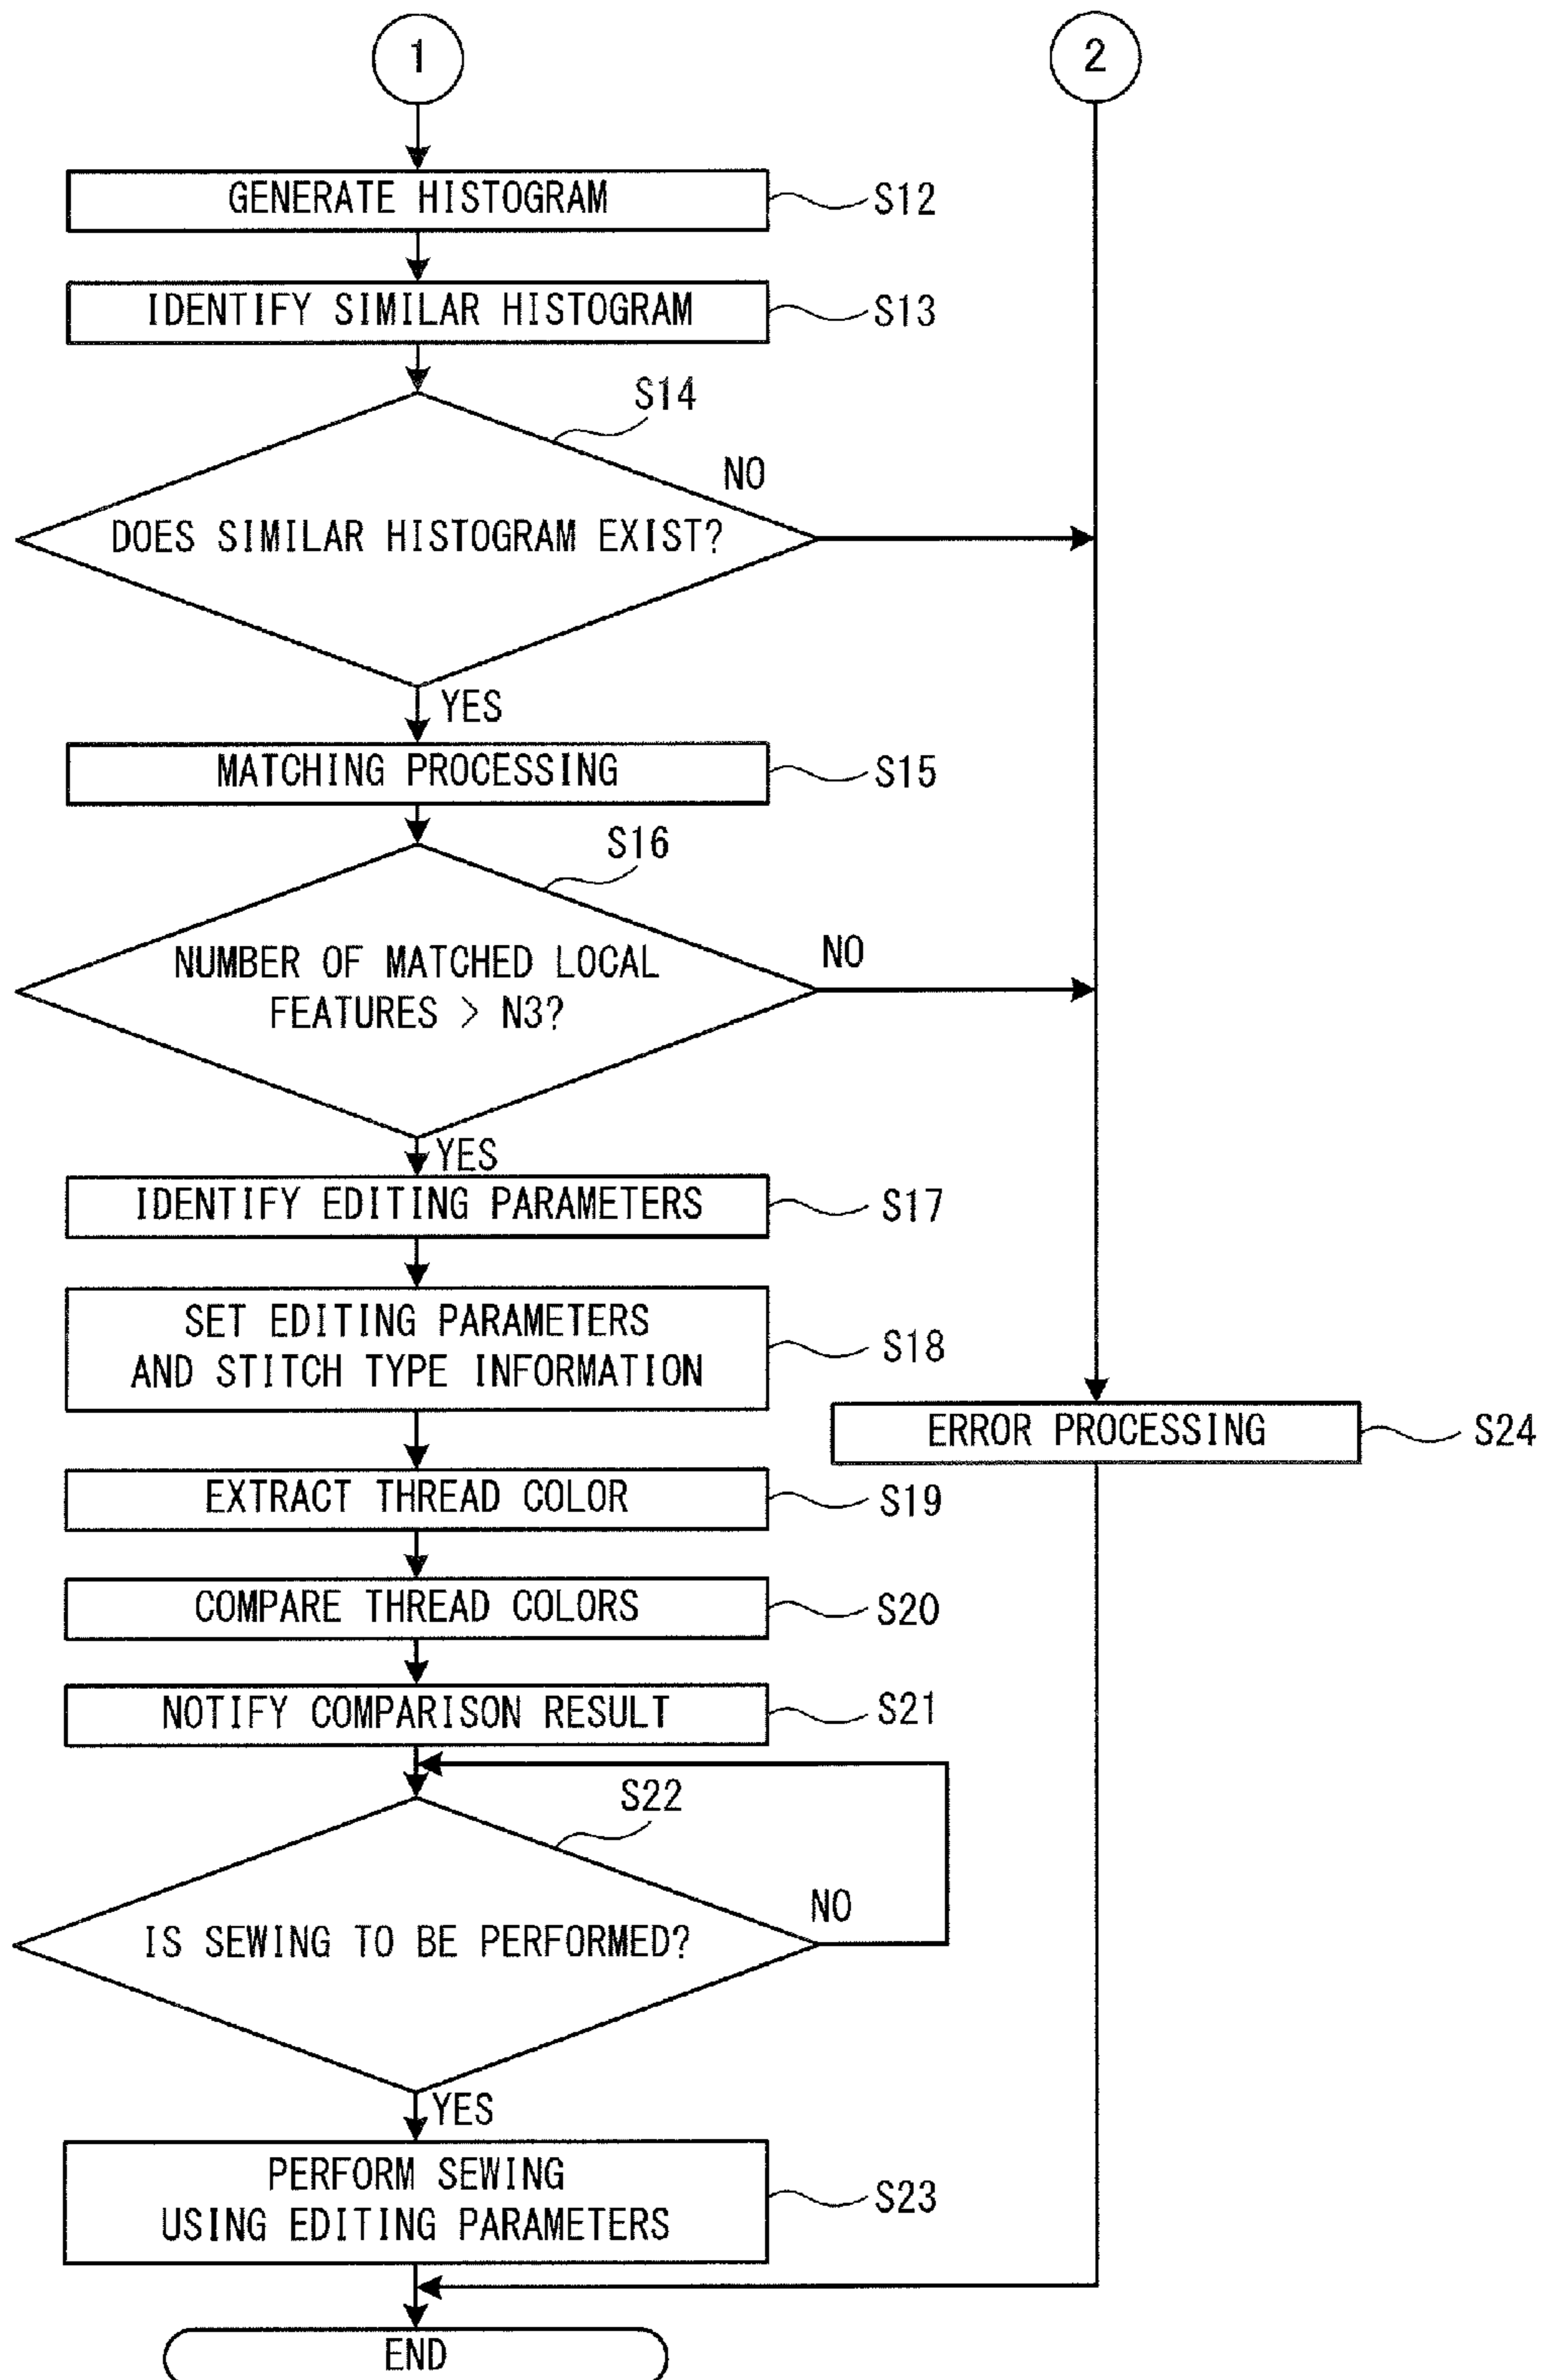 1
2
GENERATE HISTOGRAM
S12
IDENTIFY SIMILAR HISTOGRAM
S13
S14
NO
DOES SIMILAR HISTOGRAM EXIST?
YES
MATCHING PROCESSING
S15
S16
NO
NUMBER OF MATCHED LOCAL
FEATURES > N3?
YES
IDENTIFY EDITING PARAMETERS
S17
SET EDITING PARAMETERS
AND STITCH TYPE INFORMATION
S18
ERROR PROCESSING
S24
EXTRACT THREAD COLOR
S19
COMPARE THREAD COLORS
S20
NOTIFY COMPARISON RESULT
S21
S22
NO
IS SEWING TO BE PERFORMED?
YES
PERFORM SEWING
USING EDITING PARAMETERS
S23
END